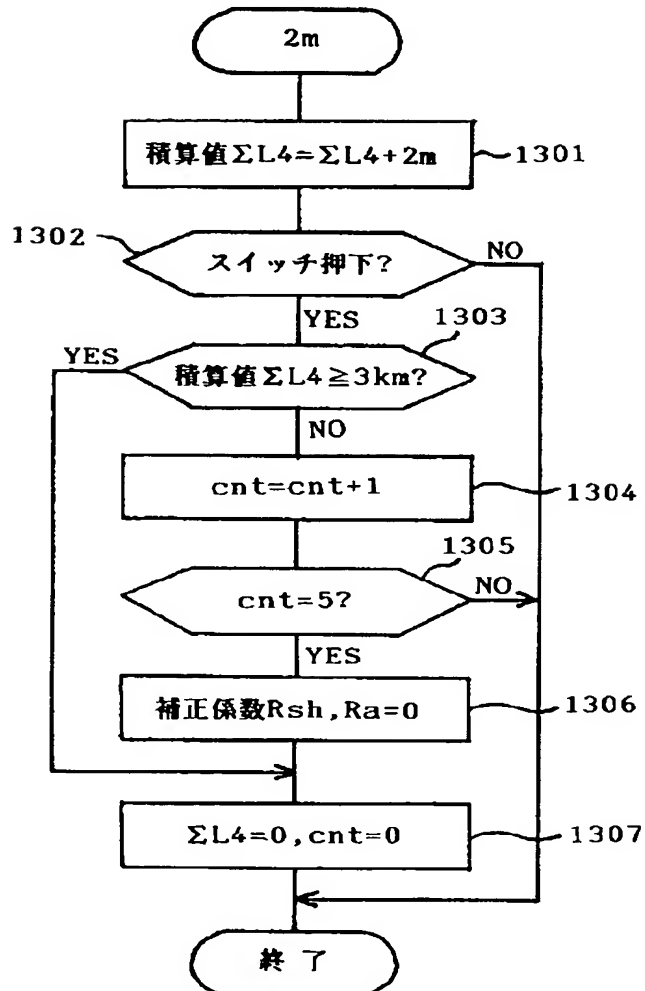 2m
積算値ΣL4=ΣL4+2m
1301
1302
スイッチ押下?
NO
YES
1303
YES
積算値ΣL4≧3km?
NO
cnt=cnt+1
1304
1305
cnt=5?
NO
YES
補正係数Rsh,Ra=0
1306
ΣL4=0,cnt=0
1307
終 了